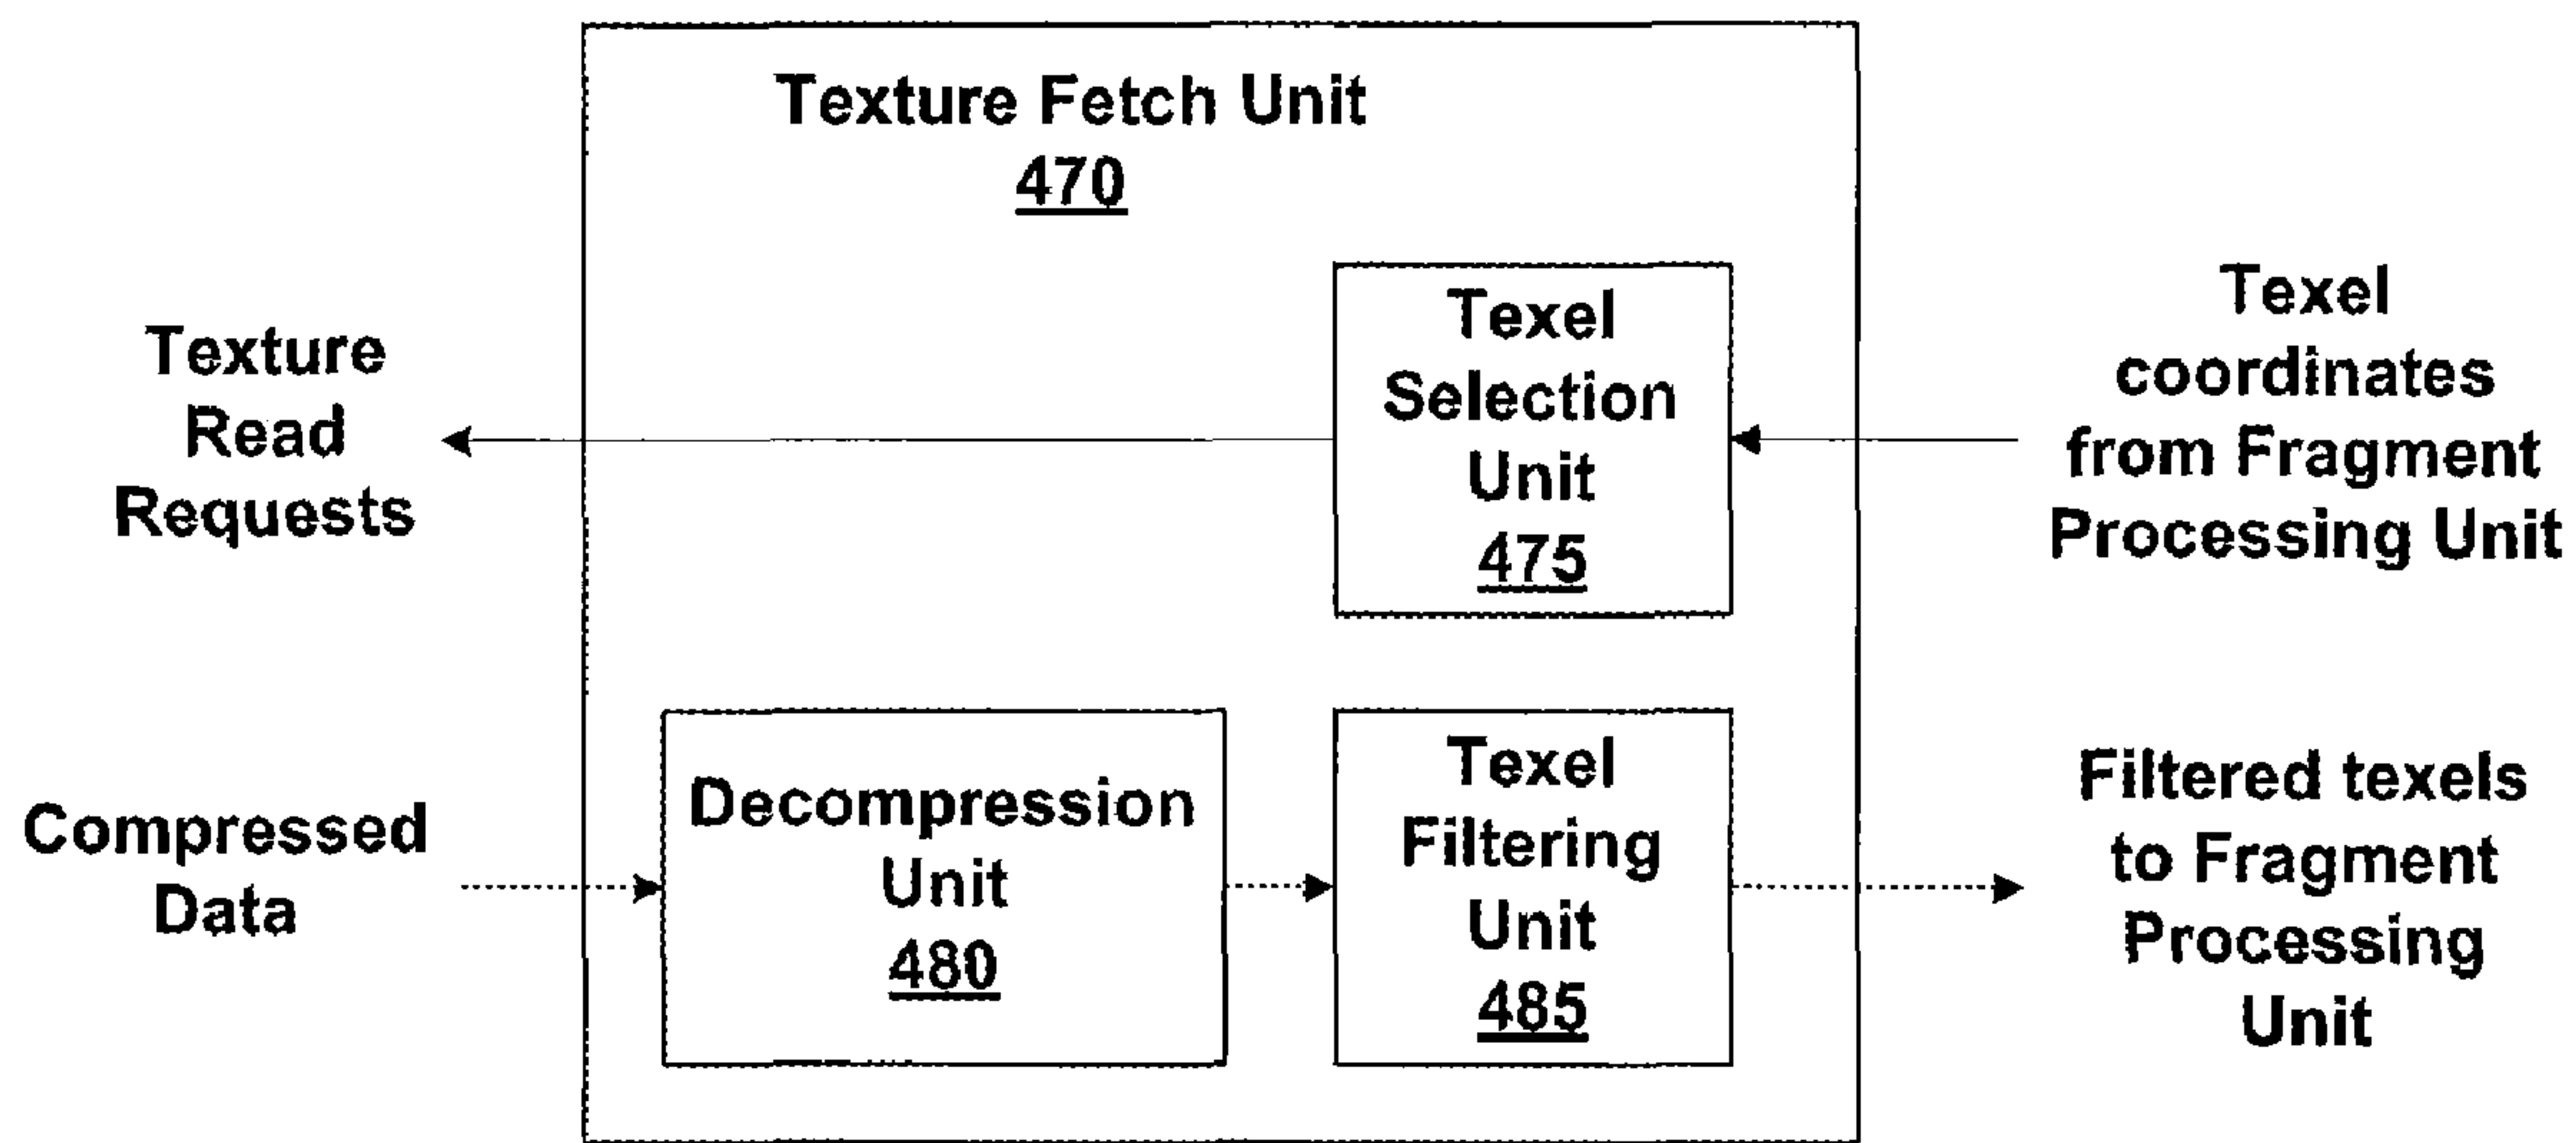 Texture Fetch Unit
470
Texture
Read
Requests
Texel
Selection
Unit
475
Texel
coordinates
from Fragment
Processing Unit
Compressed
Data
Decompression
Unit
480
Texel
Filtering
Unit
485
Filtered texels
to Fragment
Processing
Unit